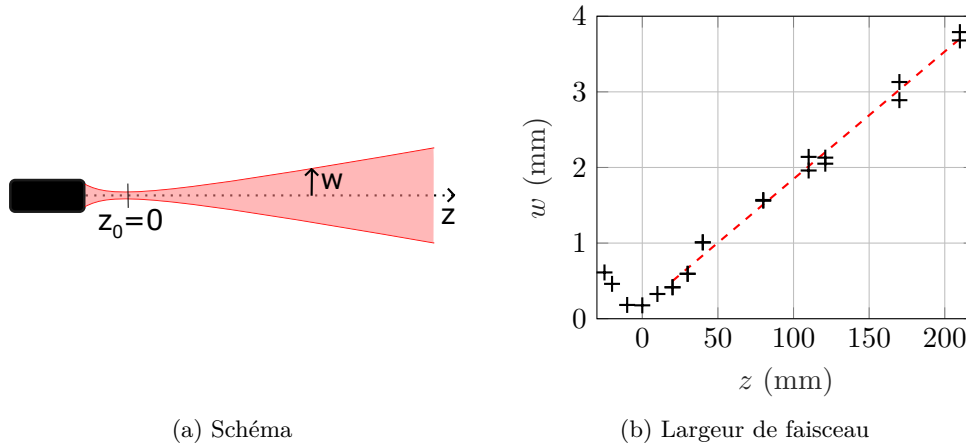 w
z
z₀=0
(a) Schéma
4
3
2
1
0
0 50 100 150 200
w (mm)
z (mm)
(b) Largeur de faisceau